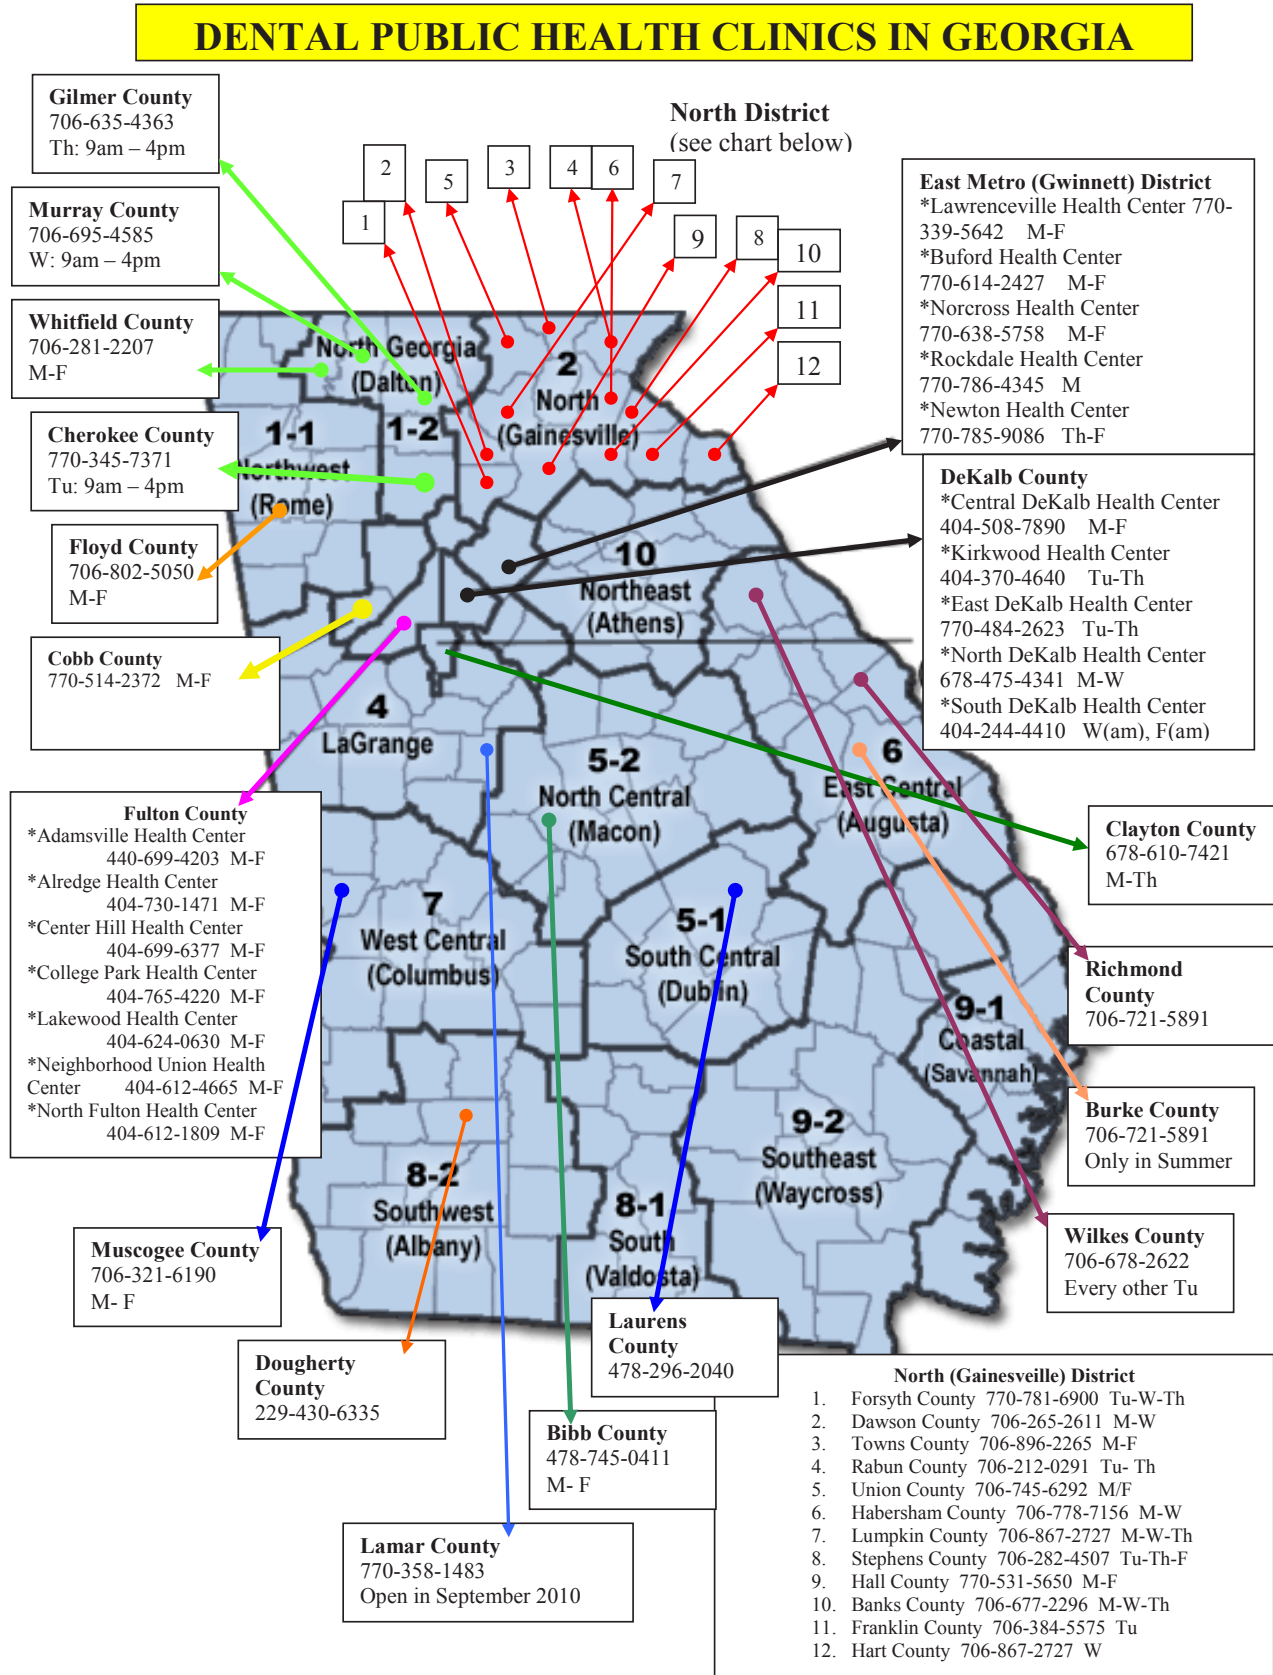 DENTAL PUBLIC HEALTH CLINICS IN GEORGIA
Gilmer County
706-635-4363
Th: 9am – 4pm
Murray County
706-695-4585
W: 9am – 4pm
Whitfield County
706-281-2207
M-F
Cherokee County
770-345-7371
Tu: 9am – 4pm
Floyd County
706-802-5050
M-F
Cobb County
770-514-2372 M-F
Fulton County
*Adamsville Health Center
440-699-4203 M-F
*Alredge Health Center
404-730-1471 M-F
*Center Hill Health Center
404-699-6377 M-F
*College Park Health Center
404-765-4220 M-F
*Lakewood Health Center
404-624-0630 M-F
*Neighborhood Union Health
Center 404-612-4665 M-F
*North Fulton Health Center
404-612-1809 M-F
Muscogee County
706-321-6190
M- F
Dougherty
County
229-430-6335
Lamar County
770-358-1483
Open in September 2010
Bibb County
478-745-0411
M- F
Laurens
County
478-296-2040
North District
(see chart below)
1
2
5
3
4
6
7
9
8
10
11
12
North Georgia
(Dalton)
1-1
Northwest
(Rome)
1-2
2
North
(Gainesville)
10
Northeast
(Athens)
4
LaGrange
5-2
North Central
(Macon)
6
East Central
(Augusta)
7
West Central
(Columbus)
5-1
South Central
(Dublin)
9-1
Coastal
(Savannah)
8-2
Southwest
(Albany)
8-1
South
(Valdosta)
9-2
Southeast
(Waycross)
East Metro (Gwinnett) District
*Lawrenceville Health Center 770-
339-5642 M-F
*Buford Health Center
770-614-2427 M-F
*Norcross Health Center
770-638-5758 M-F
*Rockdale Health Center
770-786-4345 M
*Newton Health Center
770-785-9086 Th-F
DeKalb County
*Central DeKalb Health Center
404-508-7890 M-F
*Kirkwood Health Center
404-370-4640 Tu-Th
*East DeKalb Health Center
770-484-2623 Tu-Th
*North DeKalb Health Center
678-475-4341 M-W
*South DeKalb Health Center
404-244-4410 W(am), F(am)
Clayton County
678-610-7421
M-Th
Richmond
County
706-721-5891
Burke County
706-721-5891
Only in Summer
Wilkes County
706-678-2622
Every other Tu
North (Gainesveille) District
1. Forsyth County 770-781-6900 Tu-W-Th
2. Dawson County 706-265-2611 M-W
3. Towns County 706-896-2265 M-F
4. Rabun County 706-212-0291 Tu- Th
5. Union County 706-745-6292 M/F
6. Habersham County 706-778-7156 M-W
7. Lumpkin County 706-867-2727 M-W-Th
8. Stephens County 706-282-4507 Tu-Th-F
9. Hall County 770-531-5650 M-F
10. Banks County 706-677-2296 M-W-Th
11. Franklin County 706-384-5575 Tu
12. Hart County 706-867-2727 W